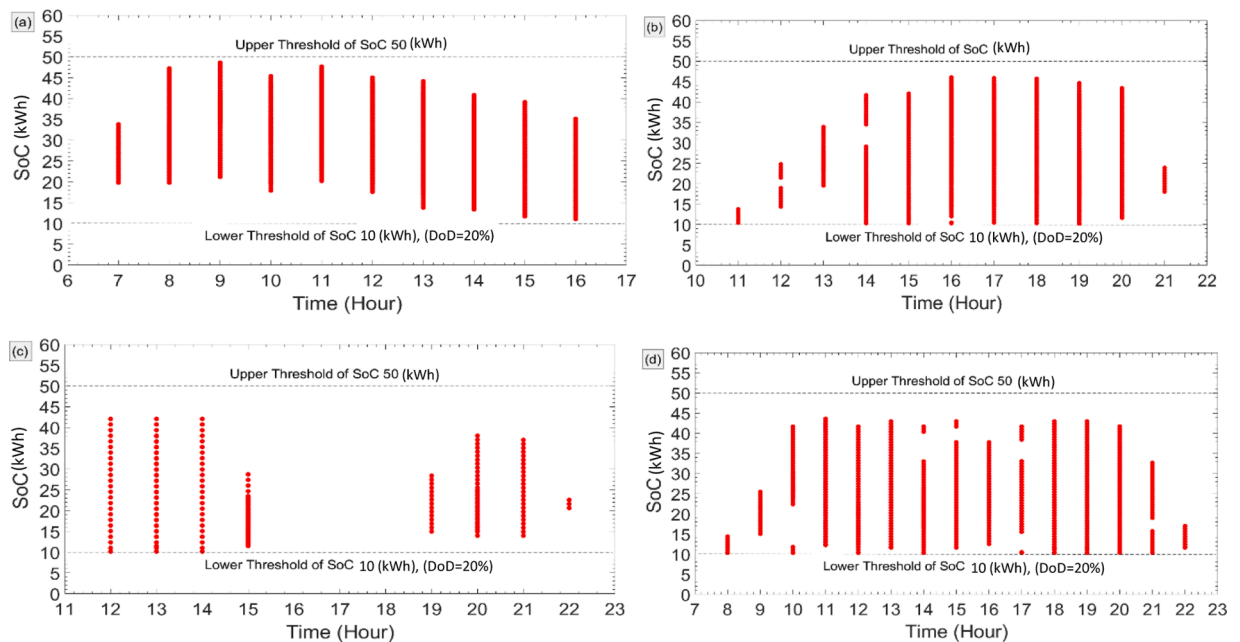 (a)
60
55
Upper Threshold of SoC 50 (kWh)
50
45
40
35
30
25
20
15
10
Lower Threshold of SoC 10 (kWh), (DoD=20%)
5
0
SoC (kWh)
6 7 8 9 10 11 12 13 14 15 16 17
Time (Hour)
(b)
60
55
Upper Threshold of SoC (kWh)
50
45
40
35
30
25
20
15
10
Lower Threshold of SoC 10 (kWh), (DoD=20%)
5
0
SoC (kWh)
10 11 12 13 14 15 16 17 18 19 20 21 22
Time (Hour)
(c)
60
55
Upper Threshold of SoC 50 (kWh)
50
45
40
35
30
25
20
15
10
Lower Threshold of SoC 10 (kWh), (DoD=20%)
5
0
SoC (kWh)
11 12 13 14 15 16 17 18 19 20 21 22 23
Time (Hour)
(d)
60
55
Upper Threshold of SoC 50 (kWh)
50
45
40
35
30
25
20
15
10
Lower Threshold of SoC 10 (kWh), (DoD=20%)
5
0
SoC (kWh)
7 8 9 10 11 12 13 14 15 16 17 18 19 20 21 22 23
Time (Hour)